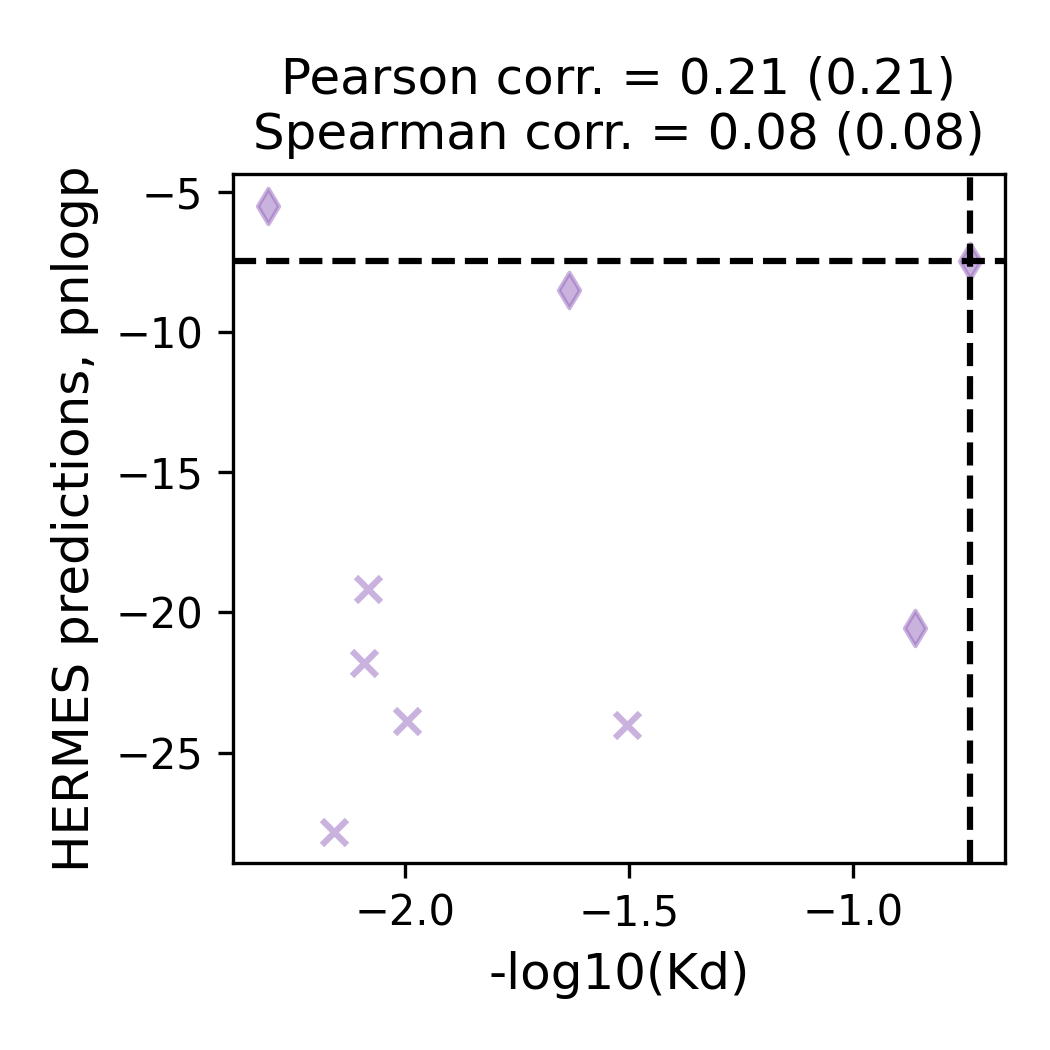 Pearson corr. = 0.21 (0.21)
Spearman corr. = 0.08 (0.08)
HERMES predictions, pnlogp
−5
−10
−15
−20
−25
−2.0
−1.5
−1.0
-log10(Kd)